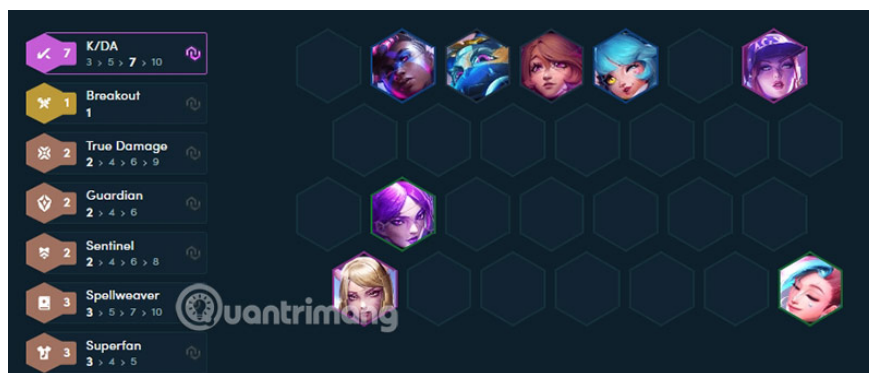 7 K/DA
3 > 5 > 7 > 10
1 Breakout
1
2 True Damage
2 > 4 > 6 > 9
2 Guardian
2 > 4 > 6
2 Sentinel
2 > 4 > 6 > 8
3 Spellweaver
3 > 5 > 7 > 10
Quantrimang
3 Superfan
3 > 4 > 5